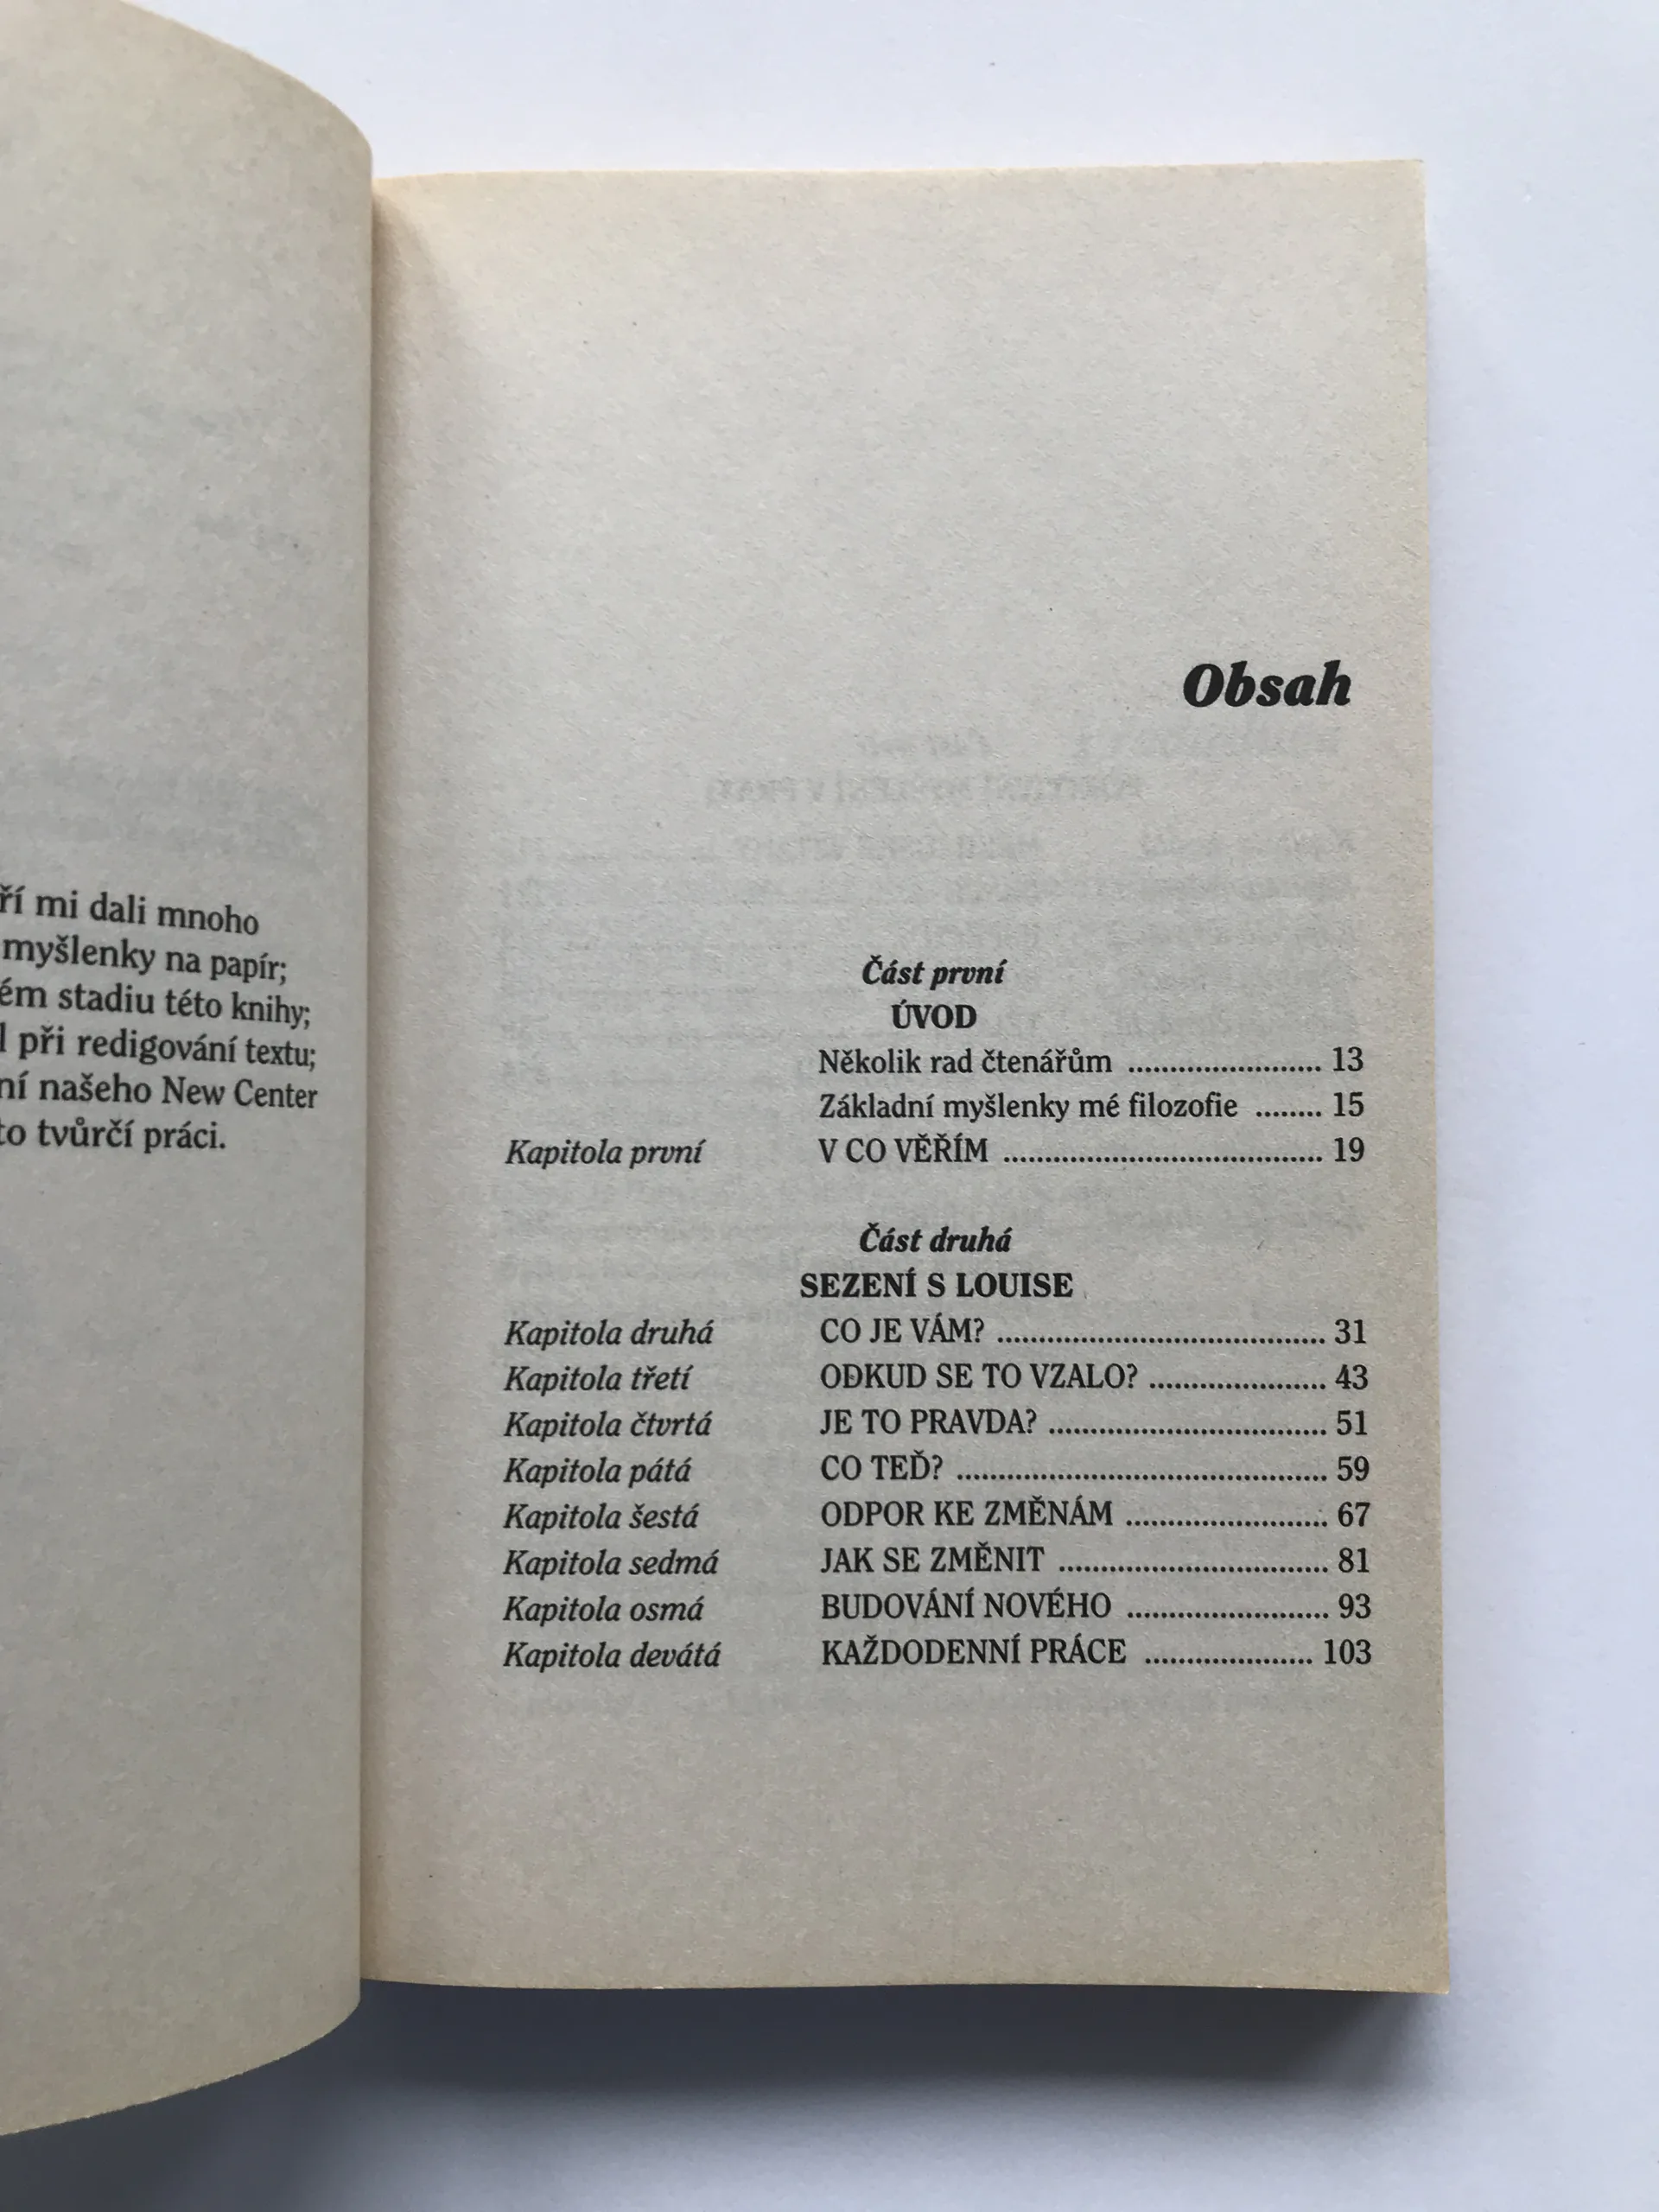 mi dali mnoho
myšlenky na papír;
stadiu této knihy;
při redigování textu;
našeho New Center
tvůrčí práci.
Obsah
Část první
ÚVOD
Několik rad čtenářům ....................... 13
Základní myšlenky mé filozofie ........ 15
Kapitola první V CO VĚŘÍM ....................................... 19
Část druhá
SEZENÍ S LOUISE
Kapitola druhá CO JE VÁM? ........................................ 31
Kapitola třetí ODKUD SE TO VZALO? ..................... 43
Kapitola čtvrtá JE TO PRAVDA? .................................. 51
Kapitola pátá CO TEĎ? ............................................. 59
Kapitola šestá ODPOR KE ZMĚNÁM ........................ 67
Kapitola sedmá JAK SE ZMĚNIT ................................. 81
Kapitola osmá BUDOVÁNÍ NOVÉHO ........................ 93
Kapitola devátá KAŽDODENNÍ PRÁCE .................... 103